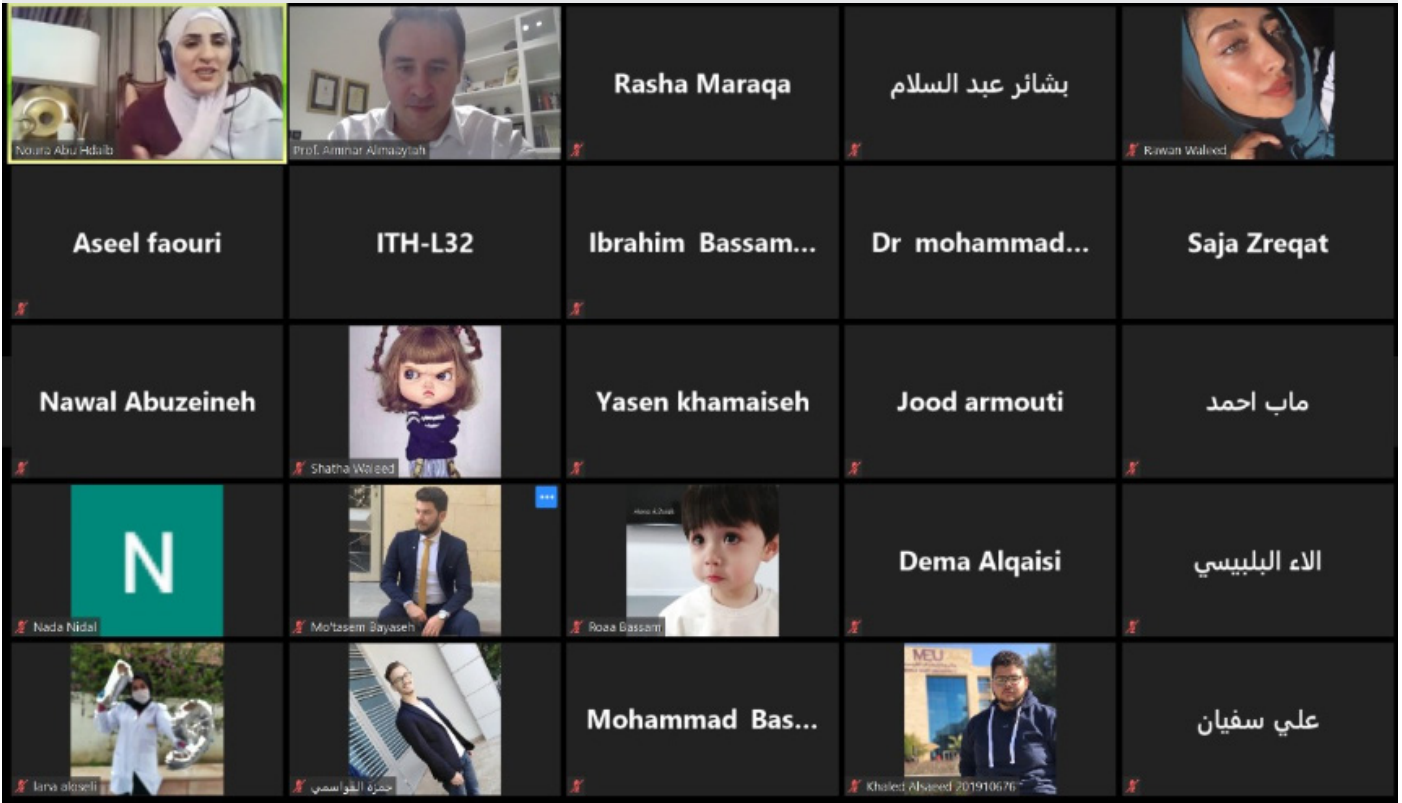 Noura Abu Hdaib
Prof. Ammar Almaaytah
Rasha Maraqa
بشائر عبد السلام
Rawan Waleed
Aseel faouri
ITH-L32
Ibrahim Bassam...
Dr mohammad...
Saja Zreqat
Nawal Abuzeineh
Shatha Waleed
Yasen khamaiseh
Jood armouti
ماب احمد
N
Nada Nidal
Mo'tasem Bayaseh
Roaa Bassam
Dema Alqaisi
الاء البلبيسي
حمزة القواسمي
Mohammad Bas...
MEU
Khaled Alsaeed 201910676
علي سفيان